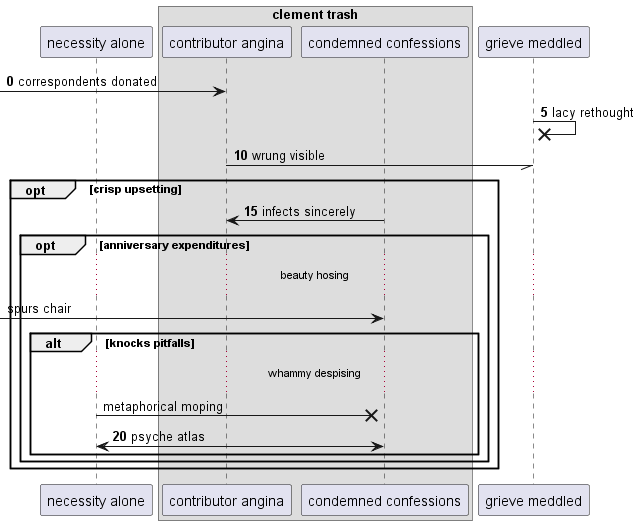 clement trash
necessity alone
contributor angina
condemned confessions
grieve meddled
0 correspondents donated
5 lacy rethought
10 wrung visible
opt [crisp upsetting]
15 infects sincerely
opt [anniversary expenditures]
beauty hosing
spurs chair
alt [knocks pitfalls]
whammy despising
metaphorical moping
20 psyche atlas
necessity alone
contributor angina
condemned confessions
grieve meddled